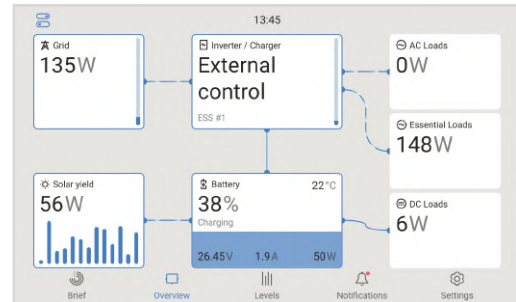 13:45
Grid
135W
Inverter / Charger
External
control
ESS #1
AC Loads
0W
Essential Loads
148W
Solar yield
56W
Battery
22°C
38%
Charging
26.45V 1.9A 50W
DC Loads
6W
Brief
Overview
Levels
Notifications
Settings